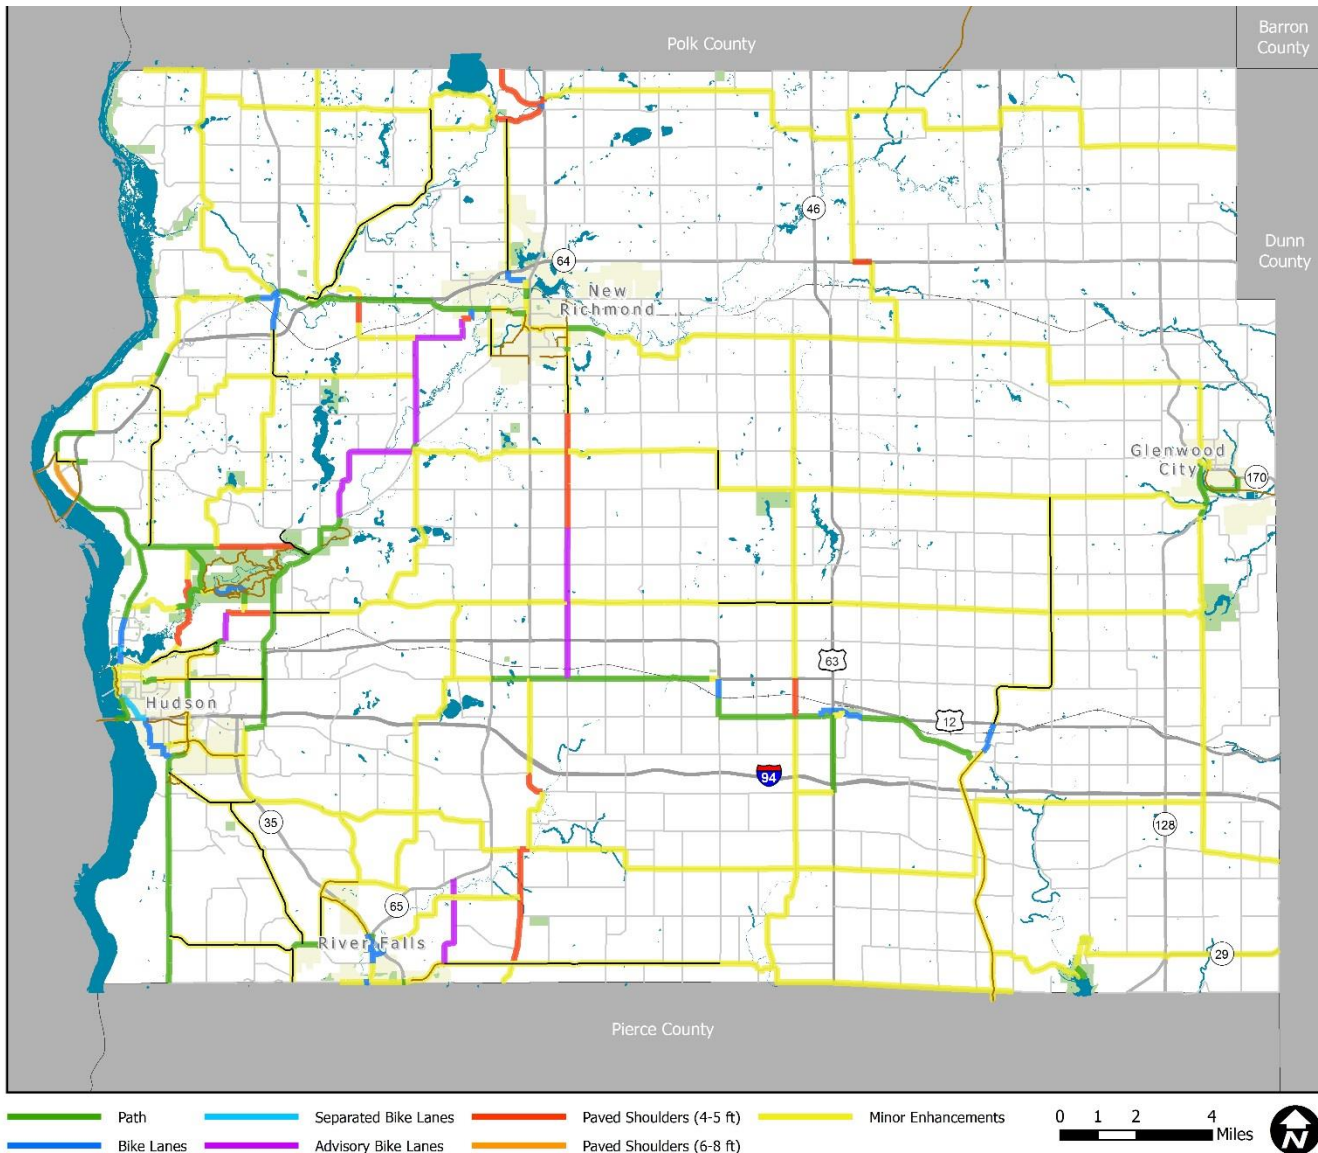 Polk County
Barron
County
46
Dunn
County
64
New
Richmond
Glenwood
City
170
63
Hudson
12
94
35
128
65
River Falls
29
Pierce County
Path
Separated Bike Lanes
Paved Shoulders (4-5 ft)
Minor Enhancements
0 1 2 4
Miles
Bike Lanes
Advisory Bike Lanes
Paved Shoulders (6-8 ft)
N